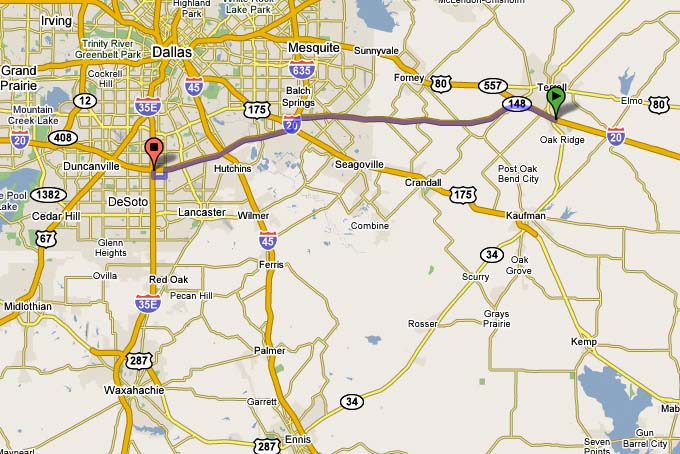 McLendon-Chisholm
Highland
Park
White Rock
Lake Park
Irving
Trinity River
Greenbelt Park
Dallas
Mesquite
Sunnyvale
635
Grand
Prairie
Cockrell
Hill
45
Forney
80
557
Terrell
12
35E
Balch
Springs
148
Elmo
80
Mountain
Creek Lake
175
408
20
20
Oak Ridge
20
Duncanville
Hutchins
Seagoville
Post Oak
Bend City
1382
Crandall
175
DeSoto
Lancaster
Wilmer
Kaufman
Cedar Hill
Combine
67
Glenn
Heights
45
34
Oak
Grove
Ovilla
Red Oak
Ferris
Scurry
Pecan Hill
35E
Midlothian
Grays
Prairie
Rosser
Kemp
287
Palmer
Waxahachie
Garrett
34
287
Ennis
Gun
Barrel City
Seven
Points